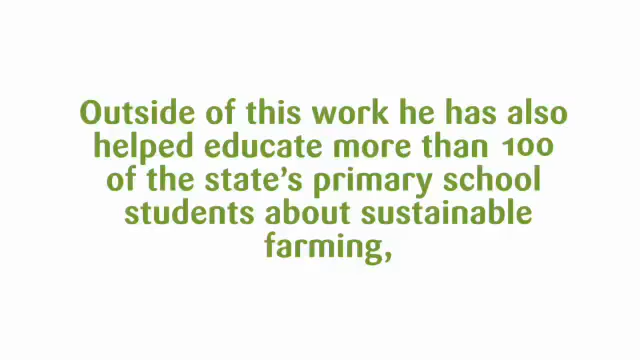 Outside of this work he has also
helped educate more than 100
of the state's primary school
students about sustainable
farming,